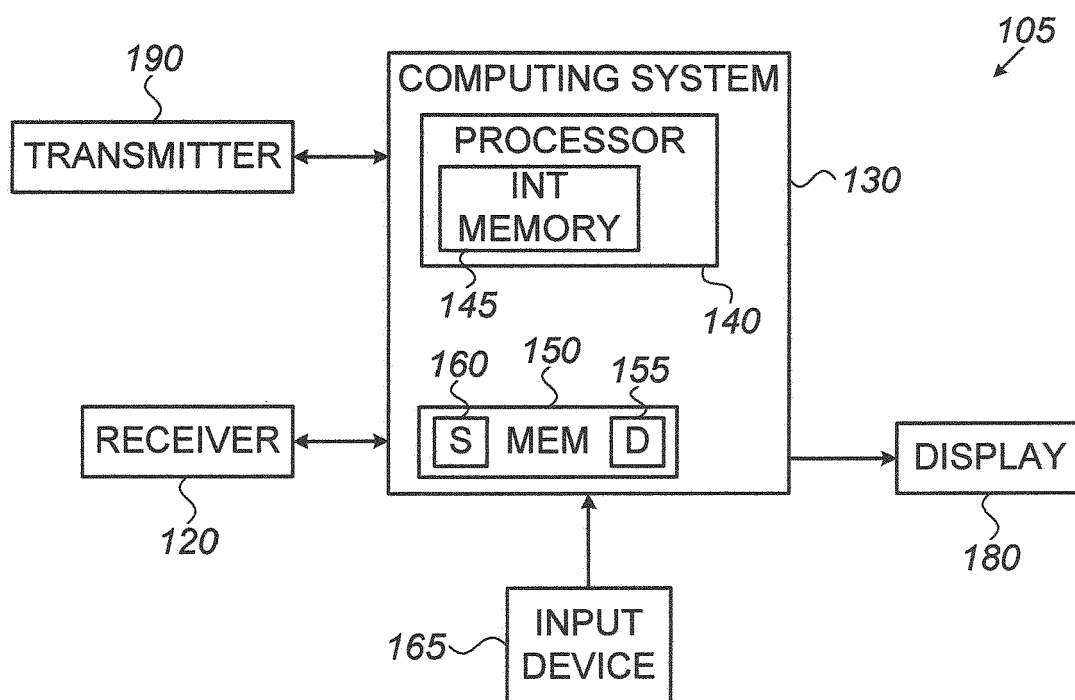 105
190
COMPUTING SYSTEM
TRANSMITTER
PROCESSOR
INT
MEMORY
130
145
140
160
150
155
RECEIVER
S
MEM
D
DISPLAY
120
180
165
INPUT
DEVICE